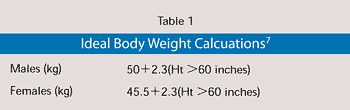 Table 1
Ideal Body Weight Calcuations7
Males (kg) 50+2.3(Ht >60 inches)
Females (kg) 45.5+2.3(Ht >60 inches)